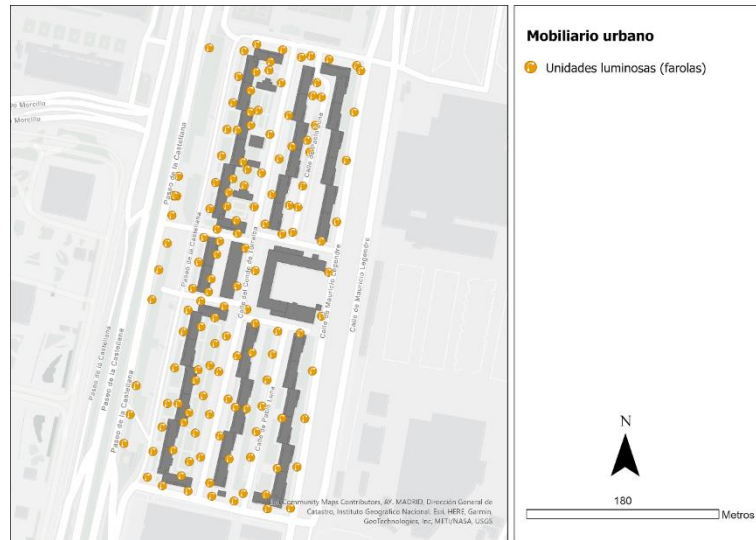 Mobiliario urbano
Unidades luminosas (farolas)
Morcillo
Morcillo
Paseo de la Castellana
Paseo de la Castellana
Calle del Conde de Torralba
Calle de Mauricio Legendre
Calle de Mauricio Legendre
Paseo de la Castellana
Paseo de la Castellana
Calle de Pablo Luna
Community Maps Contributors, AY. MADRID, Dirección General de
Catastro, Instituto Geográfico Nacional, Esri, HERE, Garmin,
GeoTechnologies, Inc, METI/NASA, USGS
N
180
Metros